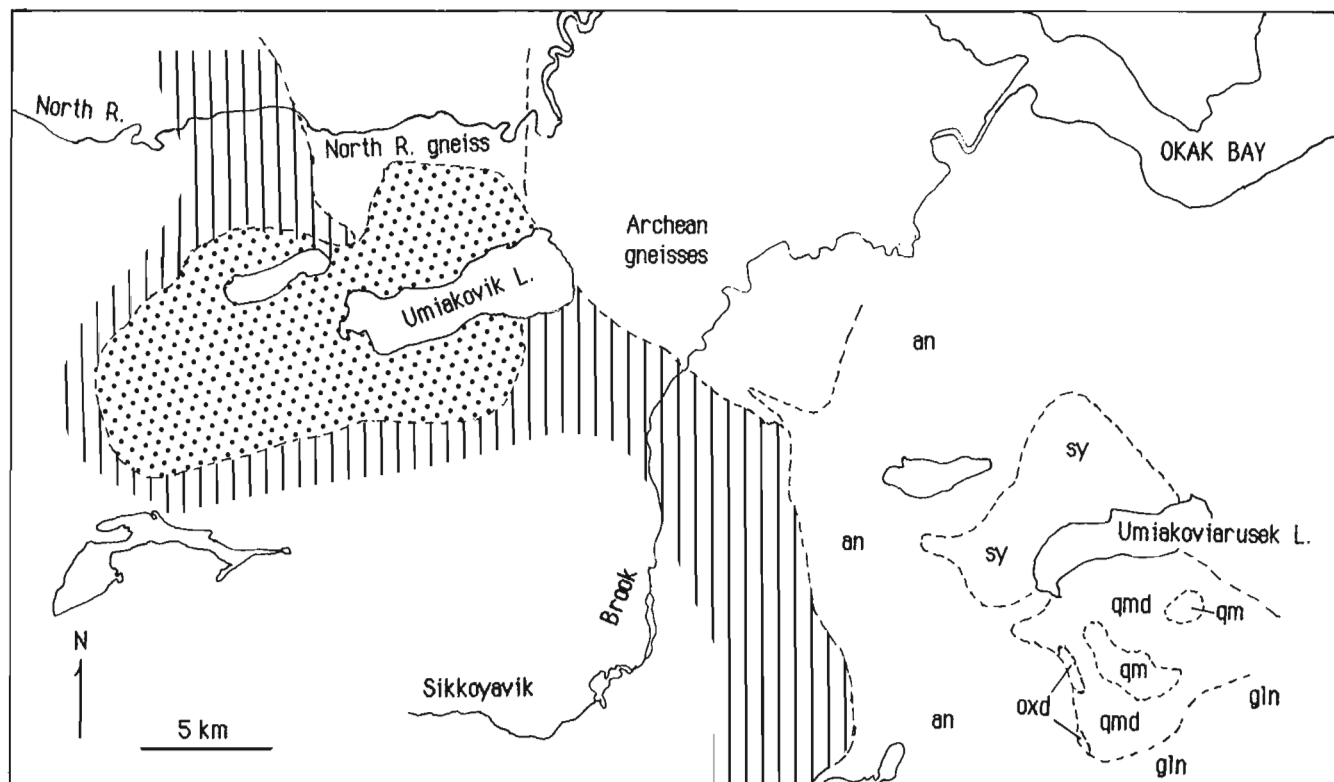 North R.
North R. gneiss
OKAK BAY
Archean
gneisses
Umiakovik L.
an
sy
an
sy
Umiakoviarusek L.
qmd
qm
Brook
N
qm
Sikkoyavik
an
oxd
qmd
gln
5 km
gln